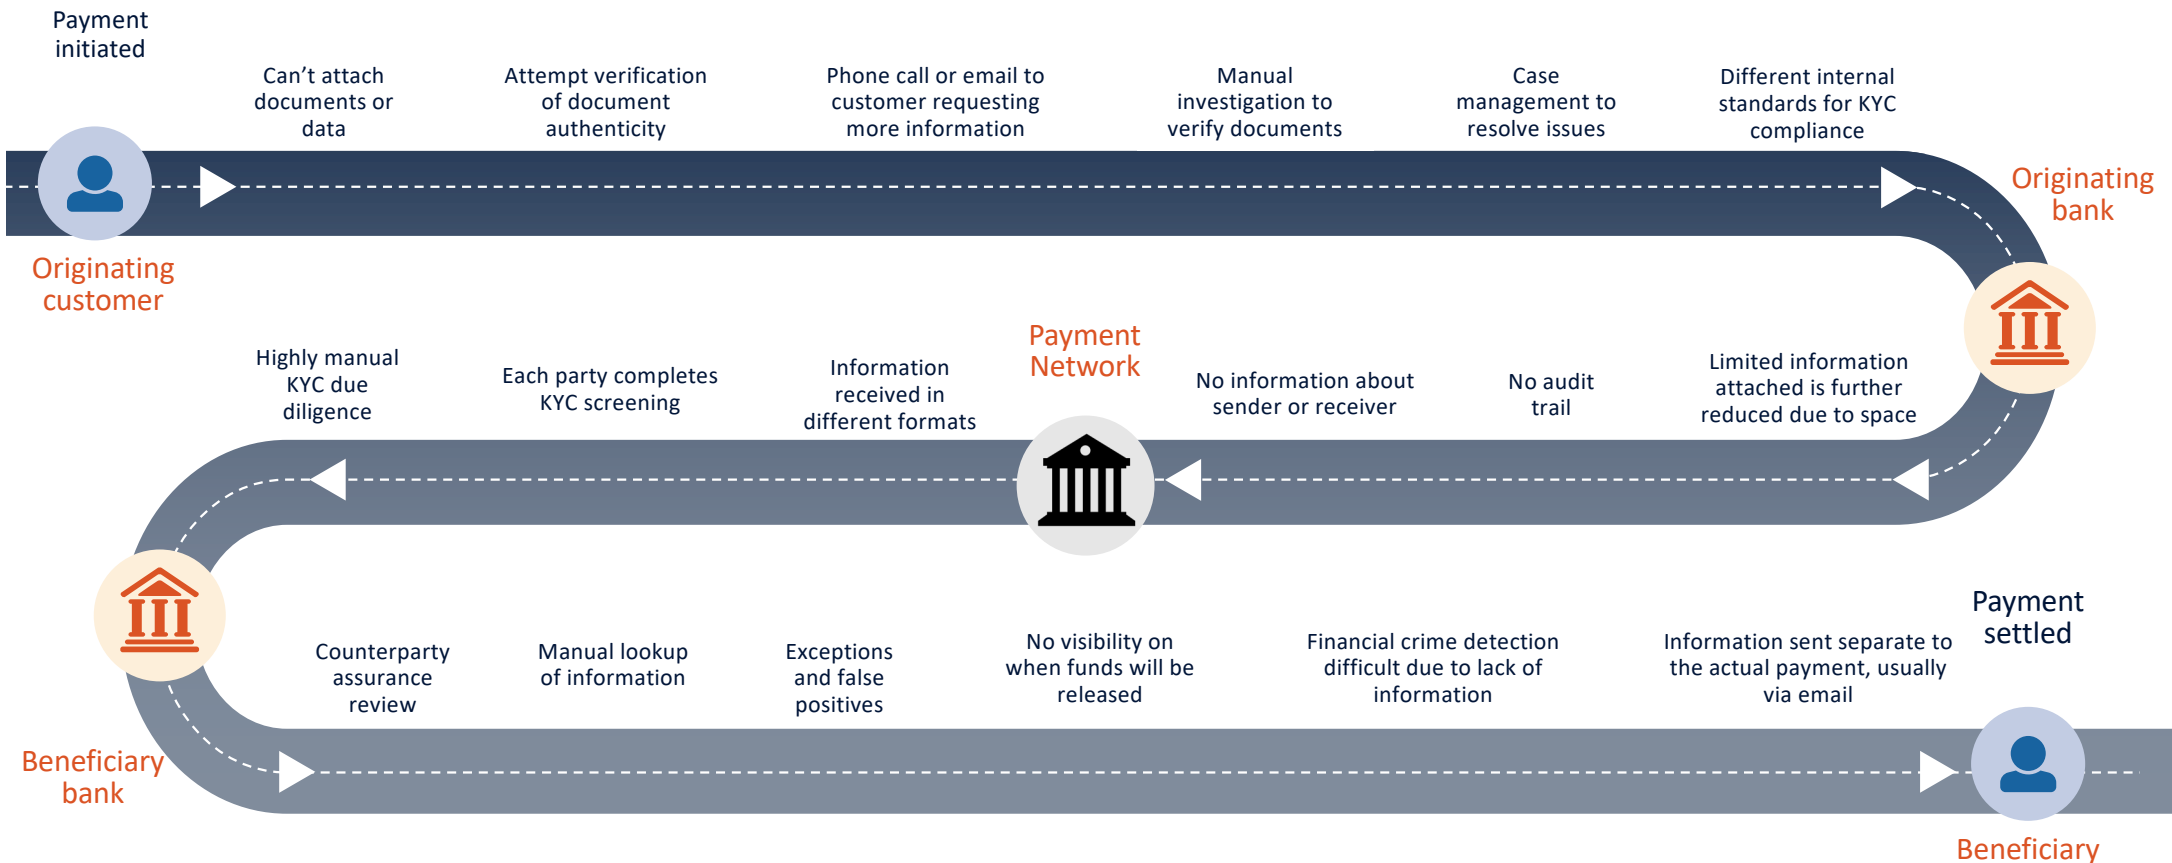 Payment
initiated
Can’t attach
documents or
data
Attempt verification
of document
authenticity
Phone call or email to
customer requesting
more information
Manual
investigation to
verify documents
Case
management to
resolve issues
Different internal
standards for KYC
compliance
Originating
customer
Originating
bank
Limited information
attached is further
reduced due to space
No audit
trail
No information about
sender or receiver
Payment
Network
Information
received in
different formats
Each party completes
KYC screening
Highly manual
KYC due
diligence
Beneficiary
bank
Counterparty
assurance
review
Manual lookup
of information
Exceptions
and false
positives
No visibility on
when funds will be
released
Financial crime detection
difficult due to lack of
information
Information sent separate to
the actual payment, usually
via email
Payment
settled
Beneficiary